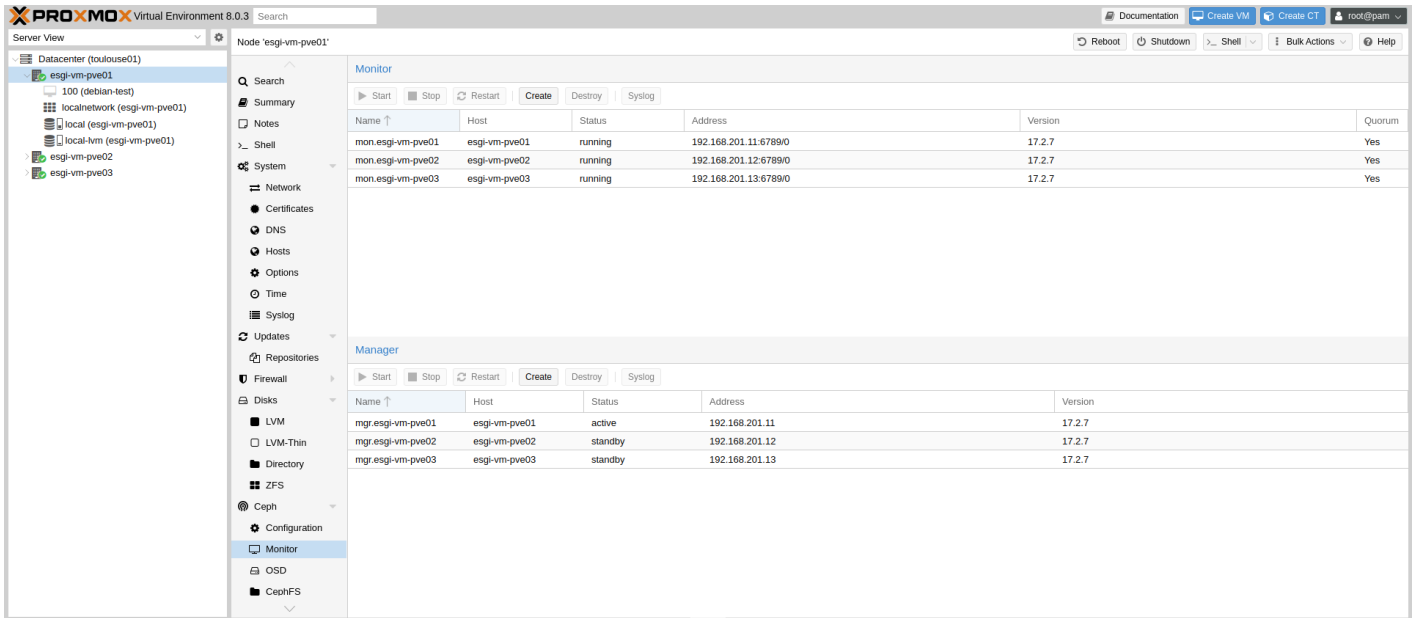 PROXMOX Virtual Environment 8.0.3 Search Documentation Create VM Create CT root@pam
Server View
Datacenter (toulouse01)
esgi-vm-pve01
100 (debian-test)
localnetwork (esgi-vm-pve01)
local (esgi-vm-pve01)
local-lvm (esgi-vm-pve01)
esgi-vm-pve02
esgi-vm-pve03
Node 'esgi-vm-pve01' Reboot Shutdown >_ Shell Bulk Actions Help
Search
Summary
Notes
>_ Shell
System
Network
Certificates
DNS
Hosts
Options
Time
Syslog
Updates
Repositories
Firewall
Disks
LVM
LVM-Thin
Directory
ZFS
Ceph
Configuration
Monitor
OSD
CephFS
Monitor
Start Stop Restart Create Destroy Syslog
Name ↑ Host Status Address Version Quorum
mon.esgi-vm-pve01 esgi-vm-pve01 running 192.168.201.11:6789/0 17.2.7 Yes
mon.esgi-vm-pve02 esgi-vm-pve02 running 192.168.201.12:6789/0 17.2.7 Yes
mon.esgi-vm-pve03 esgi-vm-pve03 running 192.168.201.13:6789/0 17.2.7 Yes
Manager
Start Stop Restart Create Destroy Syslog
Name ↑ Host Status Address Version
mgr.esgi-vm-pve01 esgi-vm-pve01 active 192.168.201.11 17.2.7
mgr.esgi-vm-pve02 esgi-vm-pve02 standby 192.168.201.12 17.2.7
mgr.esgi-vm-pve03 esgi-vm-pve03 standby 192.168.201.13 17.2.7